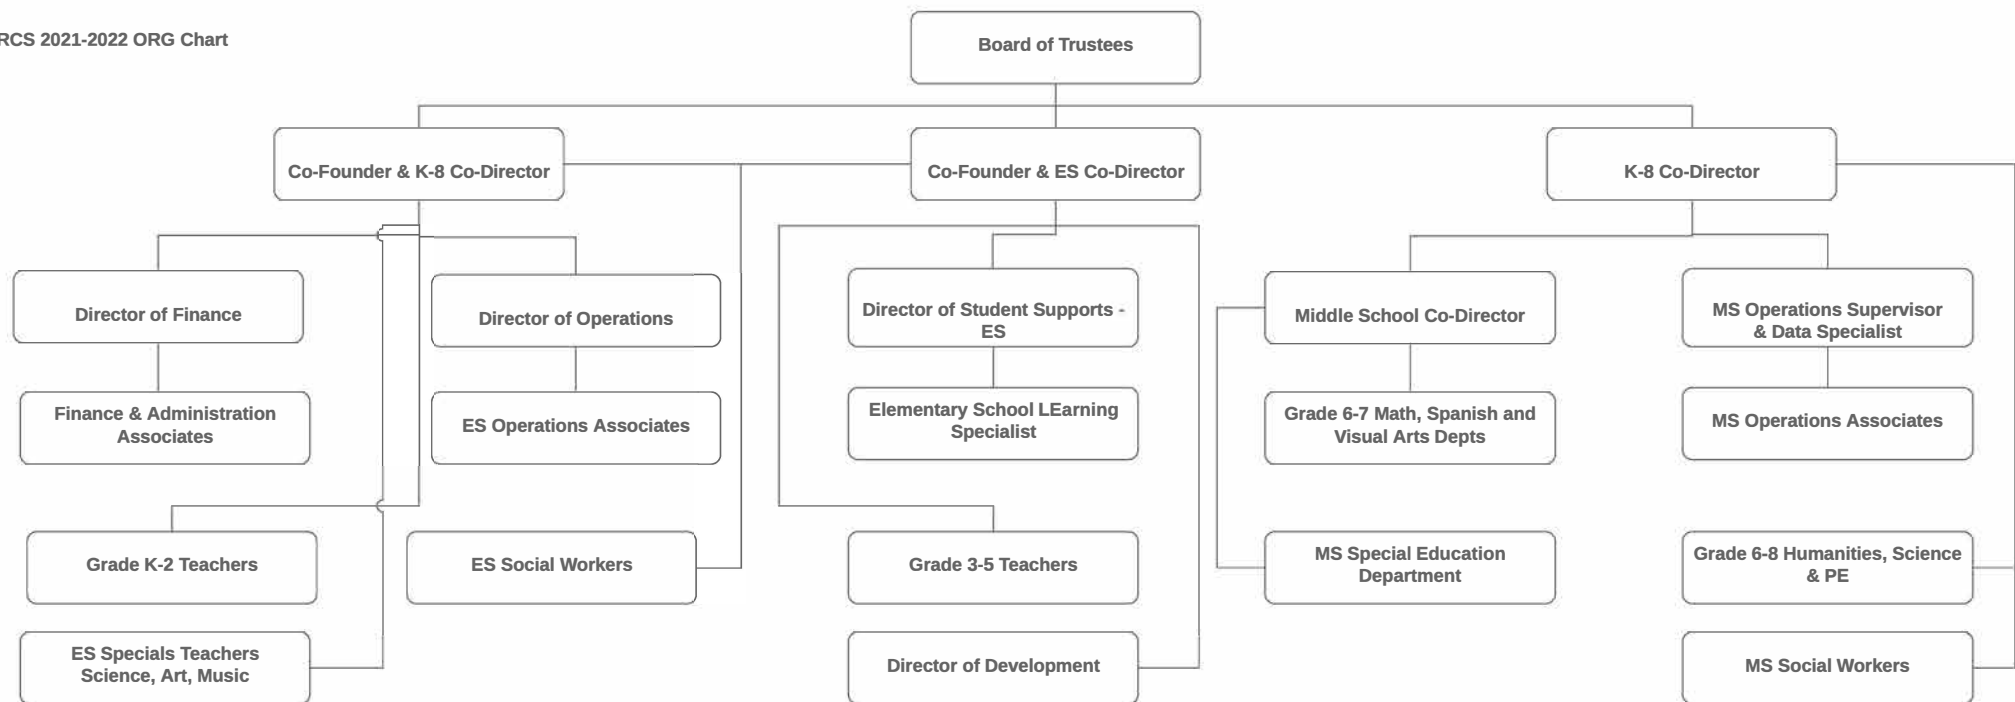 RCS 2021-2022 ORG Chart
Board of Trustees
Co-Founder & K-8 Co-Director
Co-Founder & ES Co-Director
K-8 Co-Director
Director of Finance
Director of Operations
Director of Student Supports -
ES
Middle School Co-Director
MS Operations Supervisor
& Data Specialist
Finance & Administration
Associates
ES Operations Associates
Elementary School LEarning
Specialist
Grade 6-7 Math, Spanish and
Visual Arts Depts
MS Operations Associates
Grade K-2 Teachers
ES Social Workers
Grade 3-5 Teachers
MS Special Education
Department
Grade 6-8 Humanities, Science
& PE
ES Specials Teachers
Science, Art, Music
Director of Development
MS Social Workers